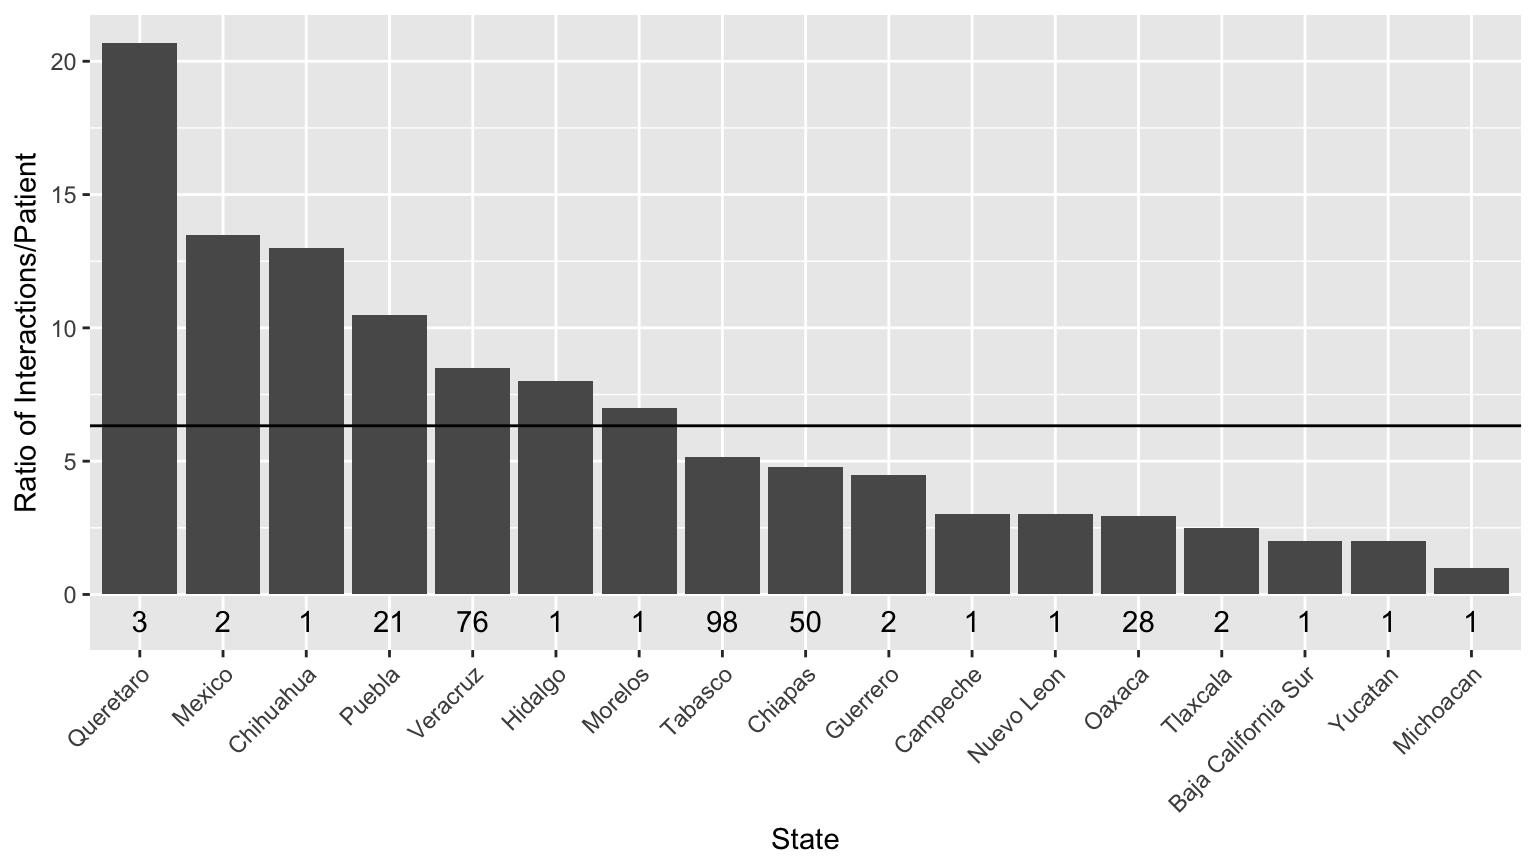 Ratio of Interactions/Patient
20
15
10
5
0
3 2 1 21 76 1 1 98 50 2 1 1 28 2 1 1 1
Queretaro
Mexico
Chihuahua
Puebla
Veracruz
Hidalgo
Morelos
Tabasco
Chiapas
Guerrero
Campeche
Nuevo Leon
Oaxaca
Tlaxcala
Baja California Sur
Yucatan
Michoacan
State